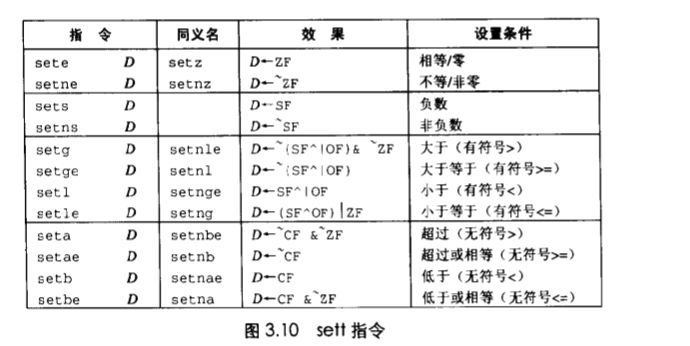 指 令 同义名 效 果 设置条件
sete D setz D←ZF 相等/零
setne D setnz D←~ZF 不等/非零
sets D D←SF 负数
setns D D←~SF 非负数
setg D setnle D←~(SF^|OF)& ~ZF 大于（有符号>）
setge D setnl D←~(SF^|OF) 大于等于（有符号>=）
setl D setnge D←SF^|OF 小于（有符号<）
setle D setng D←(SF^OF)|ZF 小于等于（有符号<=）
seta D setnbe D←~CF &~ZF 超过（无符号>）
setae D setnb D←~CF 超过或相等（无符号>=）
setb D setnae D←CF 低于（无符号<）
setbe D setna D←CF &~ZF 低于或相等（无符号<=）
图 3.10 sett 指令